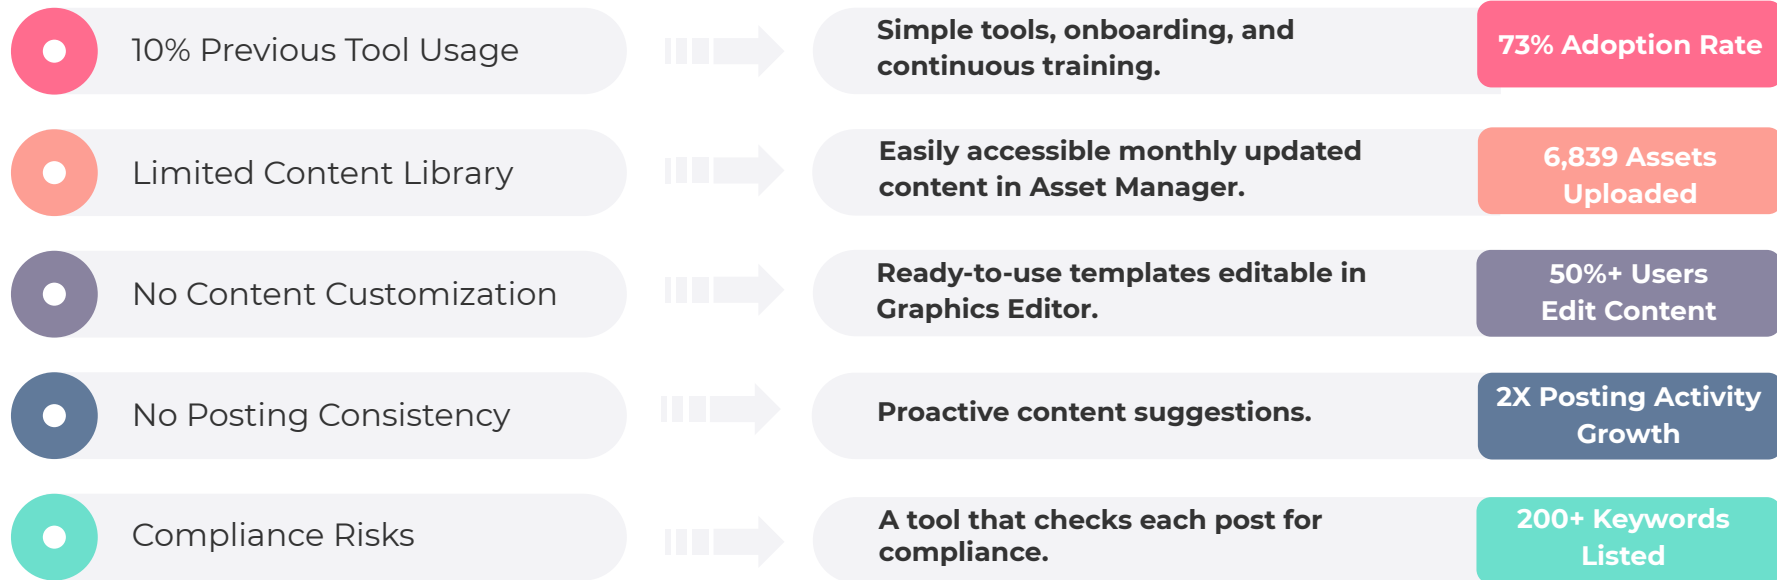 10% Previous Tool Usage
Simple tools, onboarding, and
continuous training.
73% Adoption Rate
Limited Content Library
Easily accessible monthly updated
content in Asset Manager.
6,839 Assets
Uploaded
No Content Customization
Ready-to-use templates editable in
Graphics Editor.
50%+ Users
Edit Content
No Posting Consistency
Proactive content suggestions.
2X Posting Activity
Growth
Compliance Risks
A tool that checks each post for
compliance.
200+ Keywords
Listed